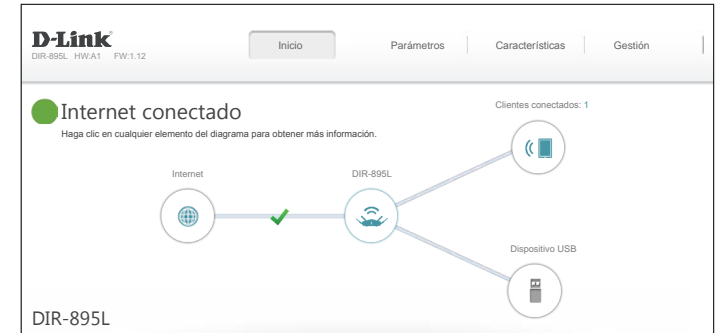 D-Link
DIR-895L HW:A1 FW:1.12
Inicio
Parámetros
Características
Gestión
Internet conectado
Haga clic en cualquier elemento del diagrama para obtener más información.
Clientes conectados: 1
Internet
DIR-895L
Dispositivo USB
DIR-895L